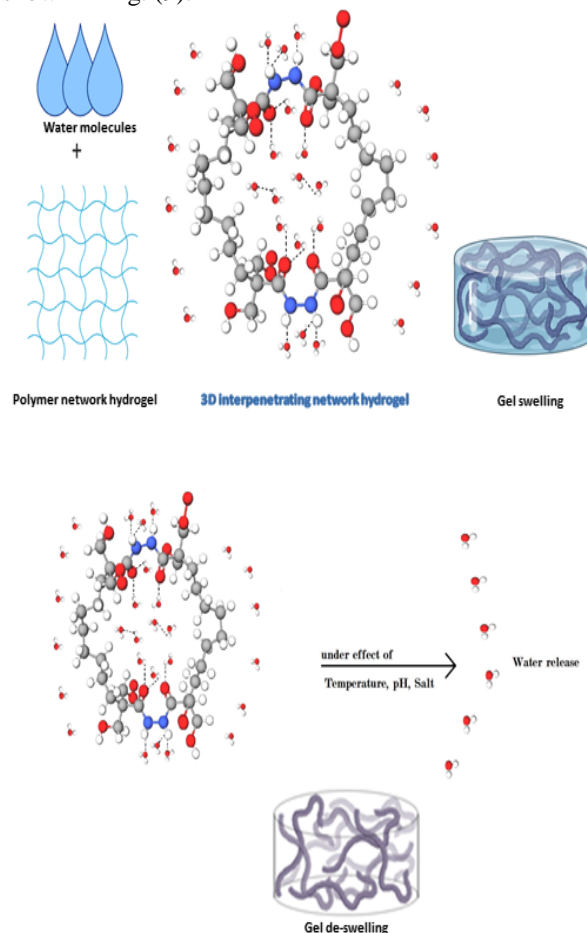 Water molecules
+
Polymer network hydrogel
3D interpenetrating network hydrogel
Gel swelling
under effect of
Temperature, pH, Salt
Water release
Gel de-swelling